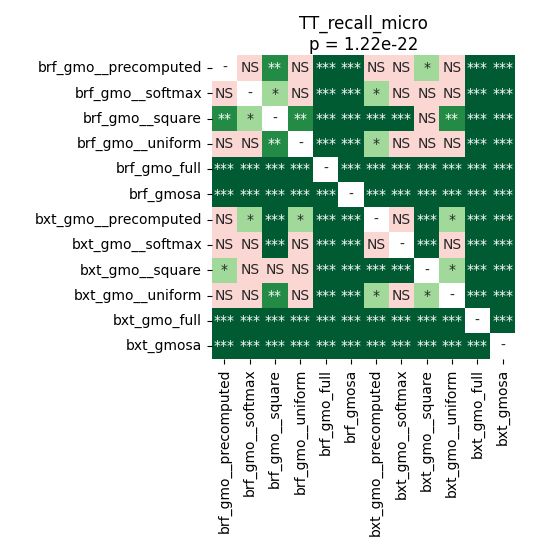 TT_recall_micro
p = 1.22e-22
brf_gmo__precomputed - NS ** NS *** *** NS NS * NS *** ***
brf_gmo__softmax NS - * NS *** *** * NS NS NS *** ***
brf_gmo__square ** * - ** *** *** *** *** NS ** *** ***
brf_gmo__uniform NS NS ** - *** *** * NS NS NS *** ***
brf_gmo_full *** *** *** *** - *** *** *** *** *** *** ***
brf_gmosa *** *** *** *** *** - *** *** *** *** *** ***
bxt_gmo__precomputed NS * *** * *** *** - NS *** * *** ***
bxt_gmo__softmax NS NS *** NS *** *** NS - *** NS *** ***
bxt_gmo__square * NS NS NS *** *** *** *** - * *** ***
bxt_gmo__uniform NS NS ** NS *** *** * NS * - *** ***
bxt_gmo_full *** *** *** *** *** *** *** *** *** *** - ***
bxt_gmosa *** *** *** *** *** *** *** *** *** *** *** -
brf_gmo__precomputed
brf_gmo__softmax
brf_gmo__square
brf_gmo__uniform
brf_gmo_full
brf_gmosa
bxt_gmo__precomputed
bxt_gmo__softmax
bxt_gmo__square
bxt_gmo__uniform
bxt_gmo_full
bxt_gmosa